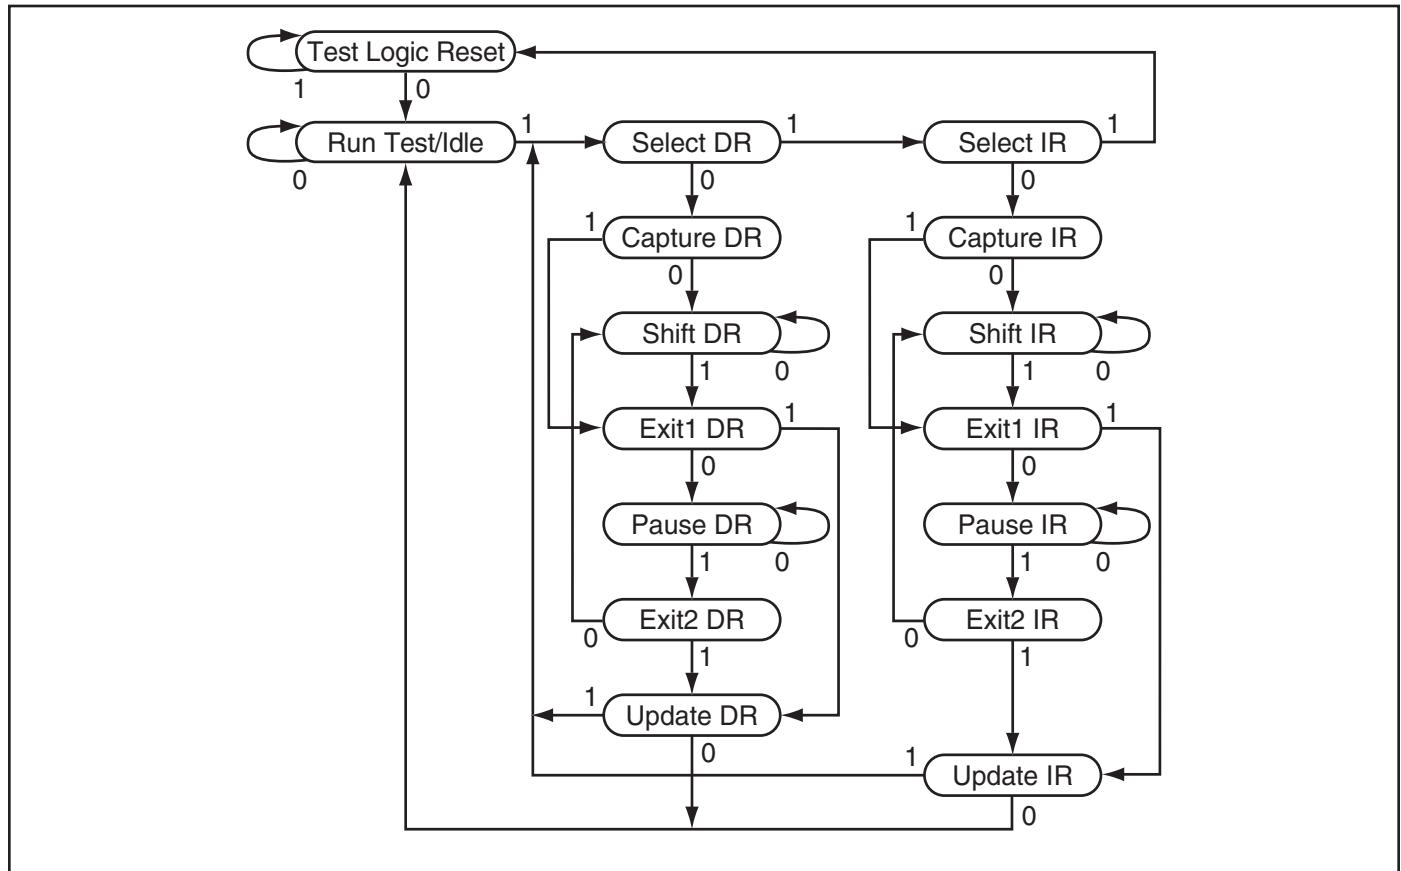 Test Logic Reset
1 0
Run Test/Idle 1 Select DR 1 Select IR 1
0 0 0
1 Capture DR 1 Capture IR
0 0
Shift DR Shift IR
1 0 1 0
Exit1 DR 1 Exit1 IR 1
0 0
Pause DR Pause IR
1 0 1 0
Exit2 DR Exit2 IR
0 1 0 1
1 Update DR
0 1 Update IR
0